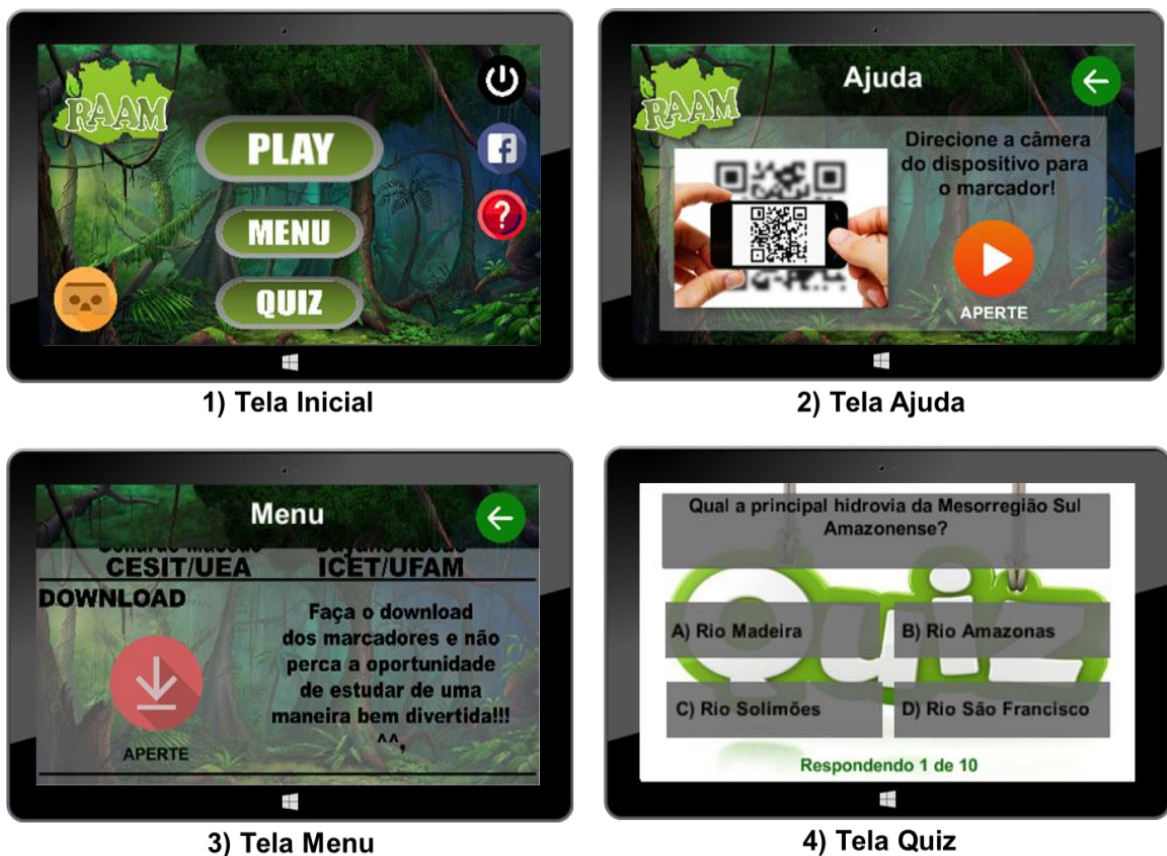 RAAM
PLAY
MENU
QUIZ
1) Tela Inicial
RAAM
Ajuda
Direcione a câmera
do dispositivo para
o marcador!
APERTE
2) Tela Ajuda
Menu
CESIT/UEA ICET/UFAM
DOWNLOAD
Faça o download
dos marcadores e não
perca a oportunidade
de estudar de uma
maneira bem divertida!!!
^^,
APERTE
3) Tela Menu
Qual a principal hidrovia da Mesorregião Sul
Amazonense?
Quiz
A) Rio Madeira
B) Rio Amazonas
C) Rio Solimões
D) Rio São Francisco
Respondendo 1 de 10
4) Tela Quiz